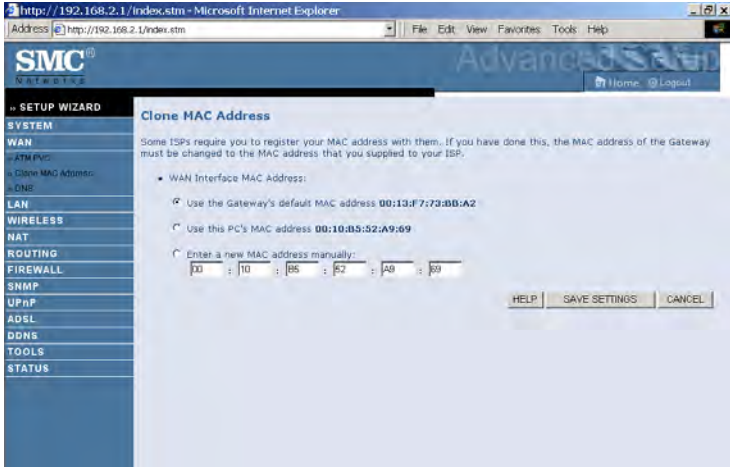 http://192.168.2.1/index.stm - Microsoft Internet Explorer
Address http://192.168.2.1/index.stm File Edit View Favorites Tools Help
SMC®
Networks
Advanced Setup
Home Logout
» SETUP WIZARD
SYSTEM
WAN
» ATM PVC
» Clone MAC Address
» DNS
LAN
WIRELESS
NAT
ROUTING
FIREWALL
SNMP
UPnP
ADSL
DDNS
TOOLS
STATUS
Clone MAC Address
Some ISPs require you to register your MAC address with them. If you have done this, the MAC address of the Gateway
must be changed to the MAC address that you supplied to your ISP.
• WAN Interface MAC Address:
Use the Gateway's default MAC address 00:13:F7:73:BB:A2
Use this PC's MAC address 00:10:B5:52:A9:69
Enter a new MAC address manually:
00 : 10 : B5 : 52 : A9 : 69
HELP SAVE SETTINGS CANCEL